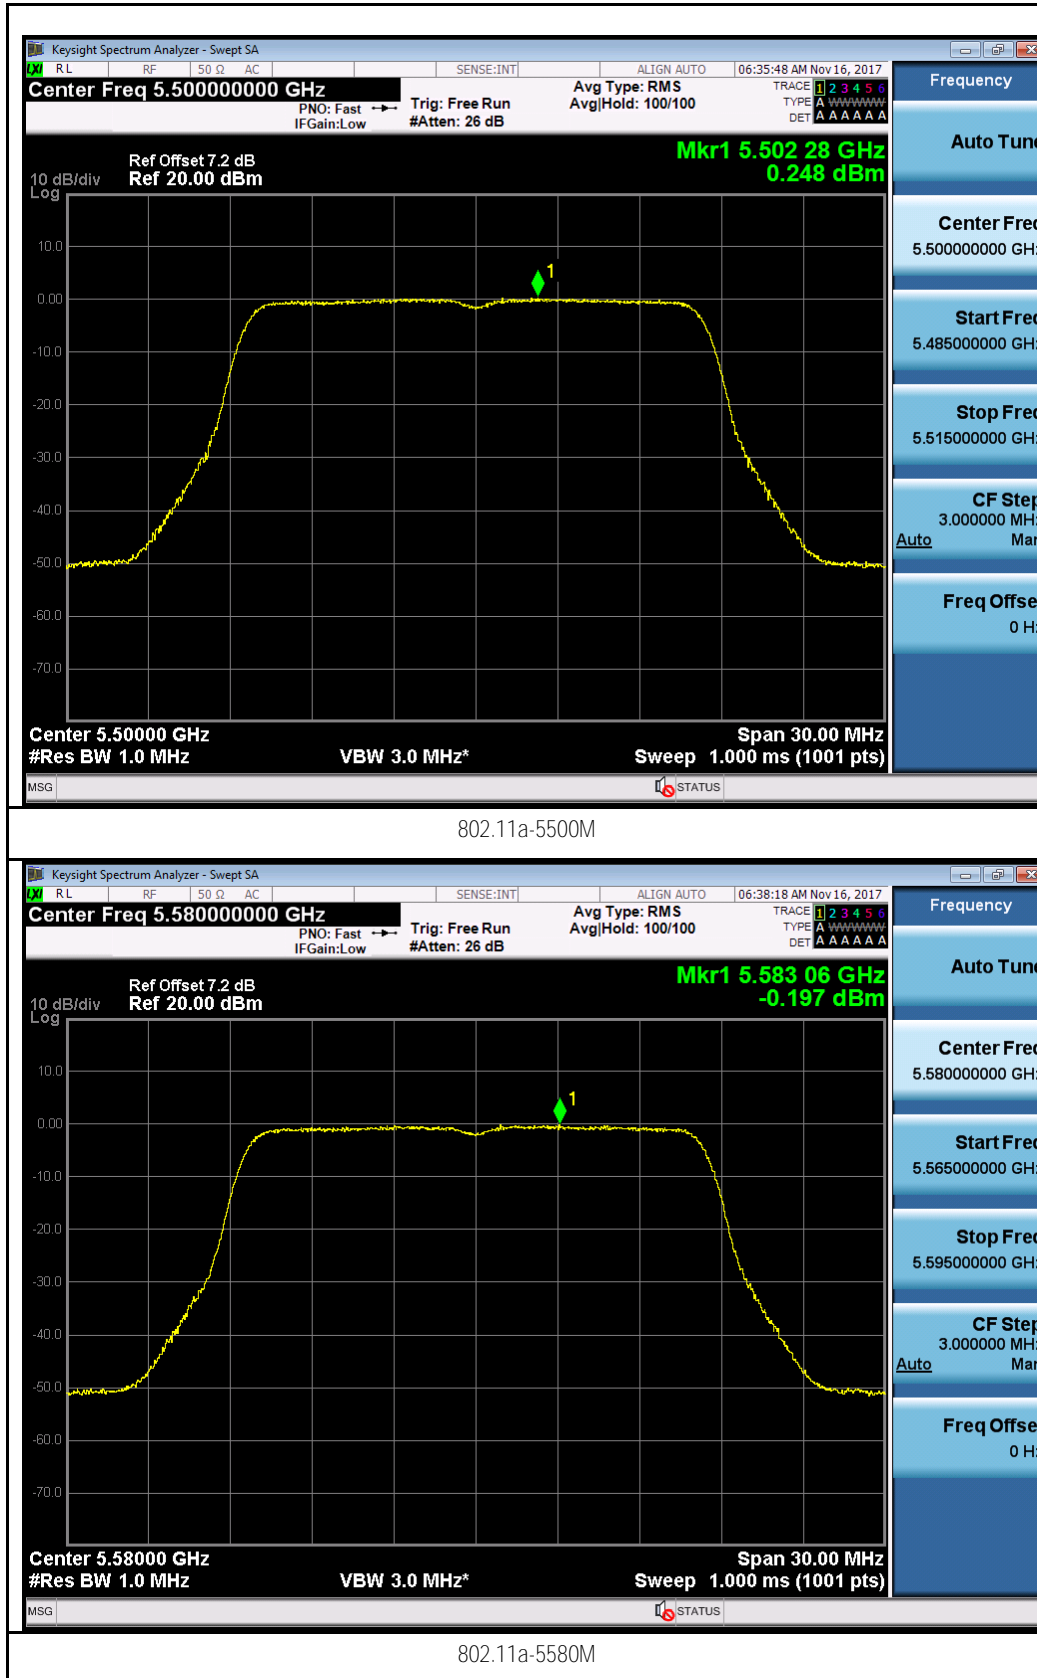 Keysight Spectrum Analyzer - Swept SA
LXI RL RF 50 Ω AC SENSE:INT ALIGN AUTO 06:35:48 AM Nov 16, 2017
Center Freq 5.500000000 GHz
PNO: Fast
IFGain:Low
Trig: Free Run
#Atten: 26 dB
Avg Type: RMS
Avg|Hold: 100/100
TRACE 1 2 3 4 5 6
TYPE A WWWWW
DET A A A A A A
Frequency
Mkr1 5.502 28 GHz
0.248 dBm
Ref Offset 7.2 dB
10 dB/div Ref 20.00 dBm
Log
1
10.0
0.00
-10.0
-20.0
-30.0
-40.0
-50.0
-60.0
-70.0
Center 5.50000 GHz Span 30.00 MHz
#Res BW 1.0 MHz VBW 3.0 MHz* Sweep 1.000 ms (1001 pts)
MSG STATUS
Auto Tune
Center Freq
5.500000000 GHz
Start Freq
5.485000000 GHz
Stop Freq
5.515000000 GHz
CF Step
3.000000 MHz
Auto Man
Freq Offset
0 Hz
802.11a-5500M
Keysight Spectrum Analyzer - Swept SA
LXI RL RF 50 Ω AC SENSE:INT ALIGN AUTO 06:38:18 AM Nov 16, 2017
Center Freq 5.580000000 GHz
PNO: Fast
IFGain:Low
Trig: Free Run
#Atten: 26 dB
Avg Type: RMS
Avg|Hold: 100/100
TRACE 1 2 3 4 5 6
TYPE A WWWWW
DET A A A A A A
Frequency
Mkr1 5.583 06 GHz
-0.197 dBm
Ref Offset 7.2 dB
10 dB/div Ref 20.00 dBm
Log
1
10.0
0.00
-10.0
-20.0
-30.0
-40.0
-50.0
-60.0
-70.0
Center 5.58000 GHz Span 30.00 MHz
#Res BW 1.0 MHz VBW 3.0 MHz* Sweep 1.000 ms (1001 pts)
MSG STATUS
Auto Tune
Center Freq
5.580000000 GHz
Start Freq
5.565000000 GHz
Stop Freq
5.595000000 GHz
CF Step
3.000000 MHz
Auto Man
Freq Offset
0 Hz
802.11a-5580M